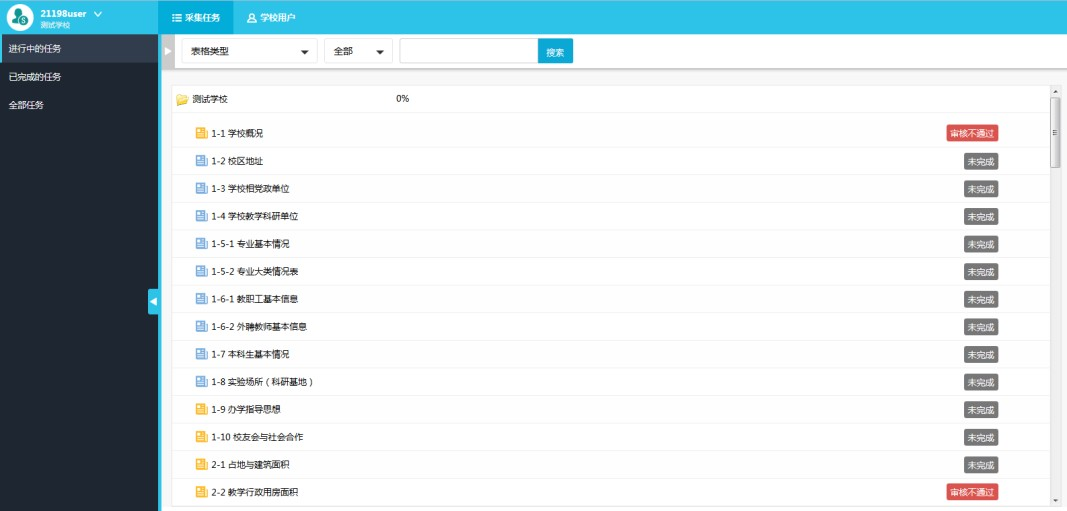 21198user
测试学校
采集任务
学校用户
进行中的任务
已完成的任务
全部任务
表格类型
全部
搜索
测试学校 0%
1-1 学校概况 审核不通过
1-2 校区地址 未完成
1-3 学校相党政单位 未完成
1-4 学校教学科研单位 未完成
1-5-1 专业基本情况 未完成
1-5-2 专业大类情况表 未完成
1-6-1 教职工基本信息 未完成
1-6-2 外聘教师基本信息 未完成
1-7 本科生基本情况 未完成
1-8 实验场所（科研基地） 未完成
1-9 办学指导思想 未完成
1-10 校友会与社会合作 未完成
2-1 占地与建筑面积 未完成
2-2 教学行政用房面积 审核不通过